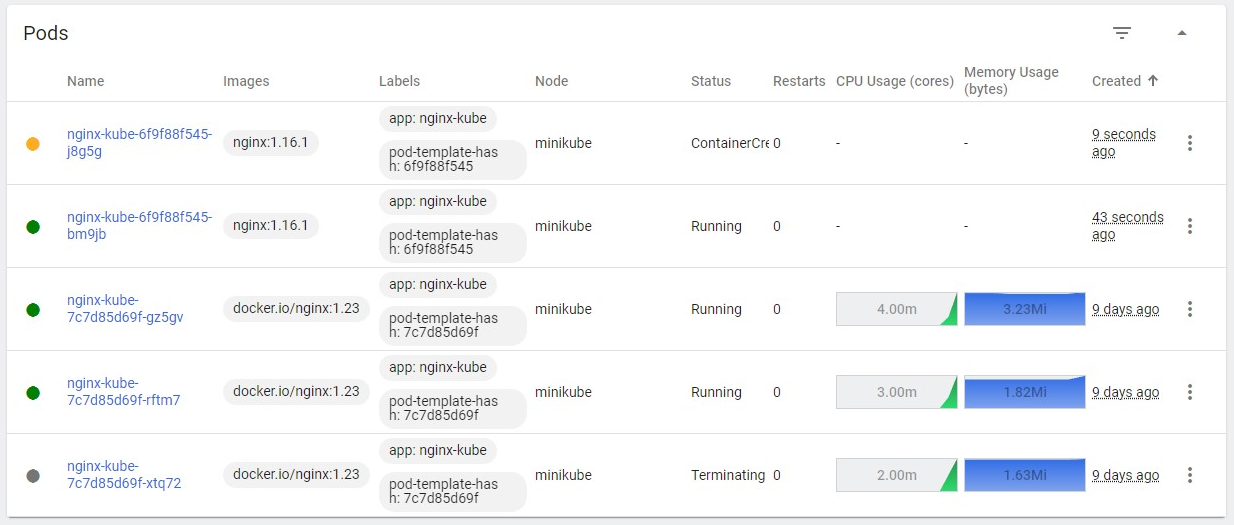 Pods
Name Images Labels Node Status Restarts CPU Usage (cores) Memory Usage (bytes) Created
nginx-kube-6f9f88f545-
j8g5g
nginx:1.16.1
app: nginx-kube
pod-template-has
h: 6f9f88f545
minikube
ContainerCre
0
-
-
9 seconds
ago
nginx-kube-6f9f88f545-
bm9jb
nginx:1.16.1
app: nginx-kube
pod-template-has
h: 6f9f88f545
minikube
Running
0
-
-
43 seconds
ago
nginx-kube-
7c7d85d69f-gz5gv
docker.io/nginx:1.23
app: nginx-kube
pod-template-has
h: 7c7d85d69f
minikube
Running
0
4.00m
3.23Mi
9 days ago
nginx-kube-
7c7d85d69f-rftm7
docker.io/nginx:1.23
app: nginx-kube
pod-template-has
h: 7c7d85d69f
minikube
Running
0
3.00m
1.82Mi
9 days ago
nginx-kube-
7c7d85d69f-xtq72
docker.io/nginx:1.23
app: nginx-kube
pod-template-has
h: 7c7d85d69f
minikube
Terminating
0
2.00m
1.63Mi
9 days ago